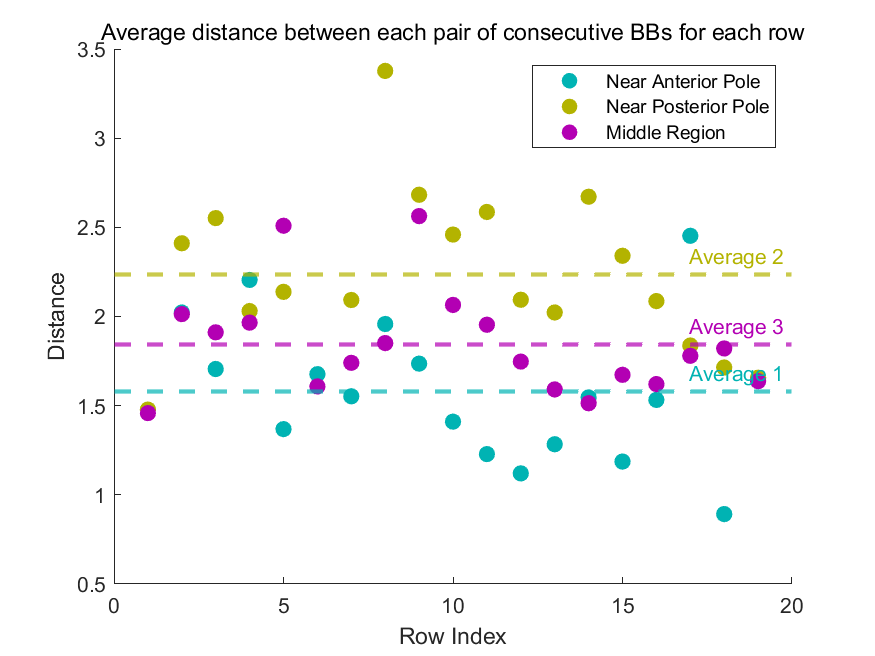 Average distance between each pair of consecutive BBs for each row
Near Anterior Pole
Near Posterior Pole
Middle Region
Average 2
Average 3
Average 1
3.5
3
2.5
2
1.5
1
0.5
Distance
0
5
10
15
20
Row Index